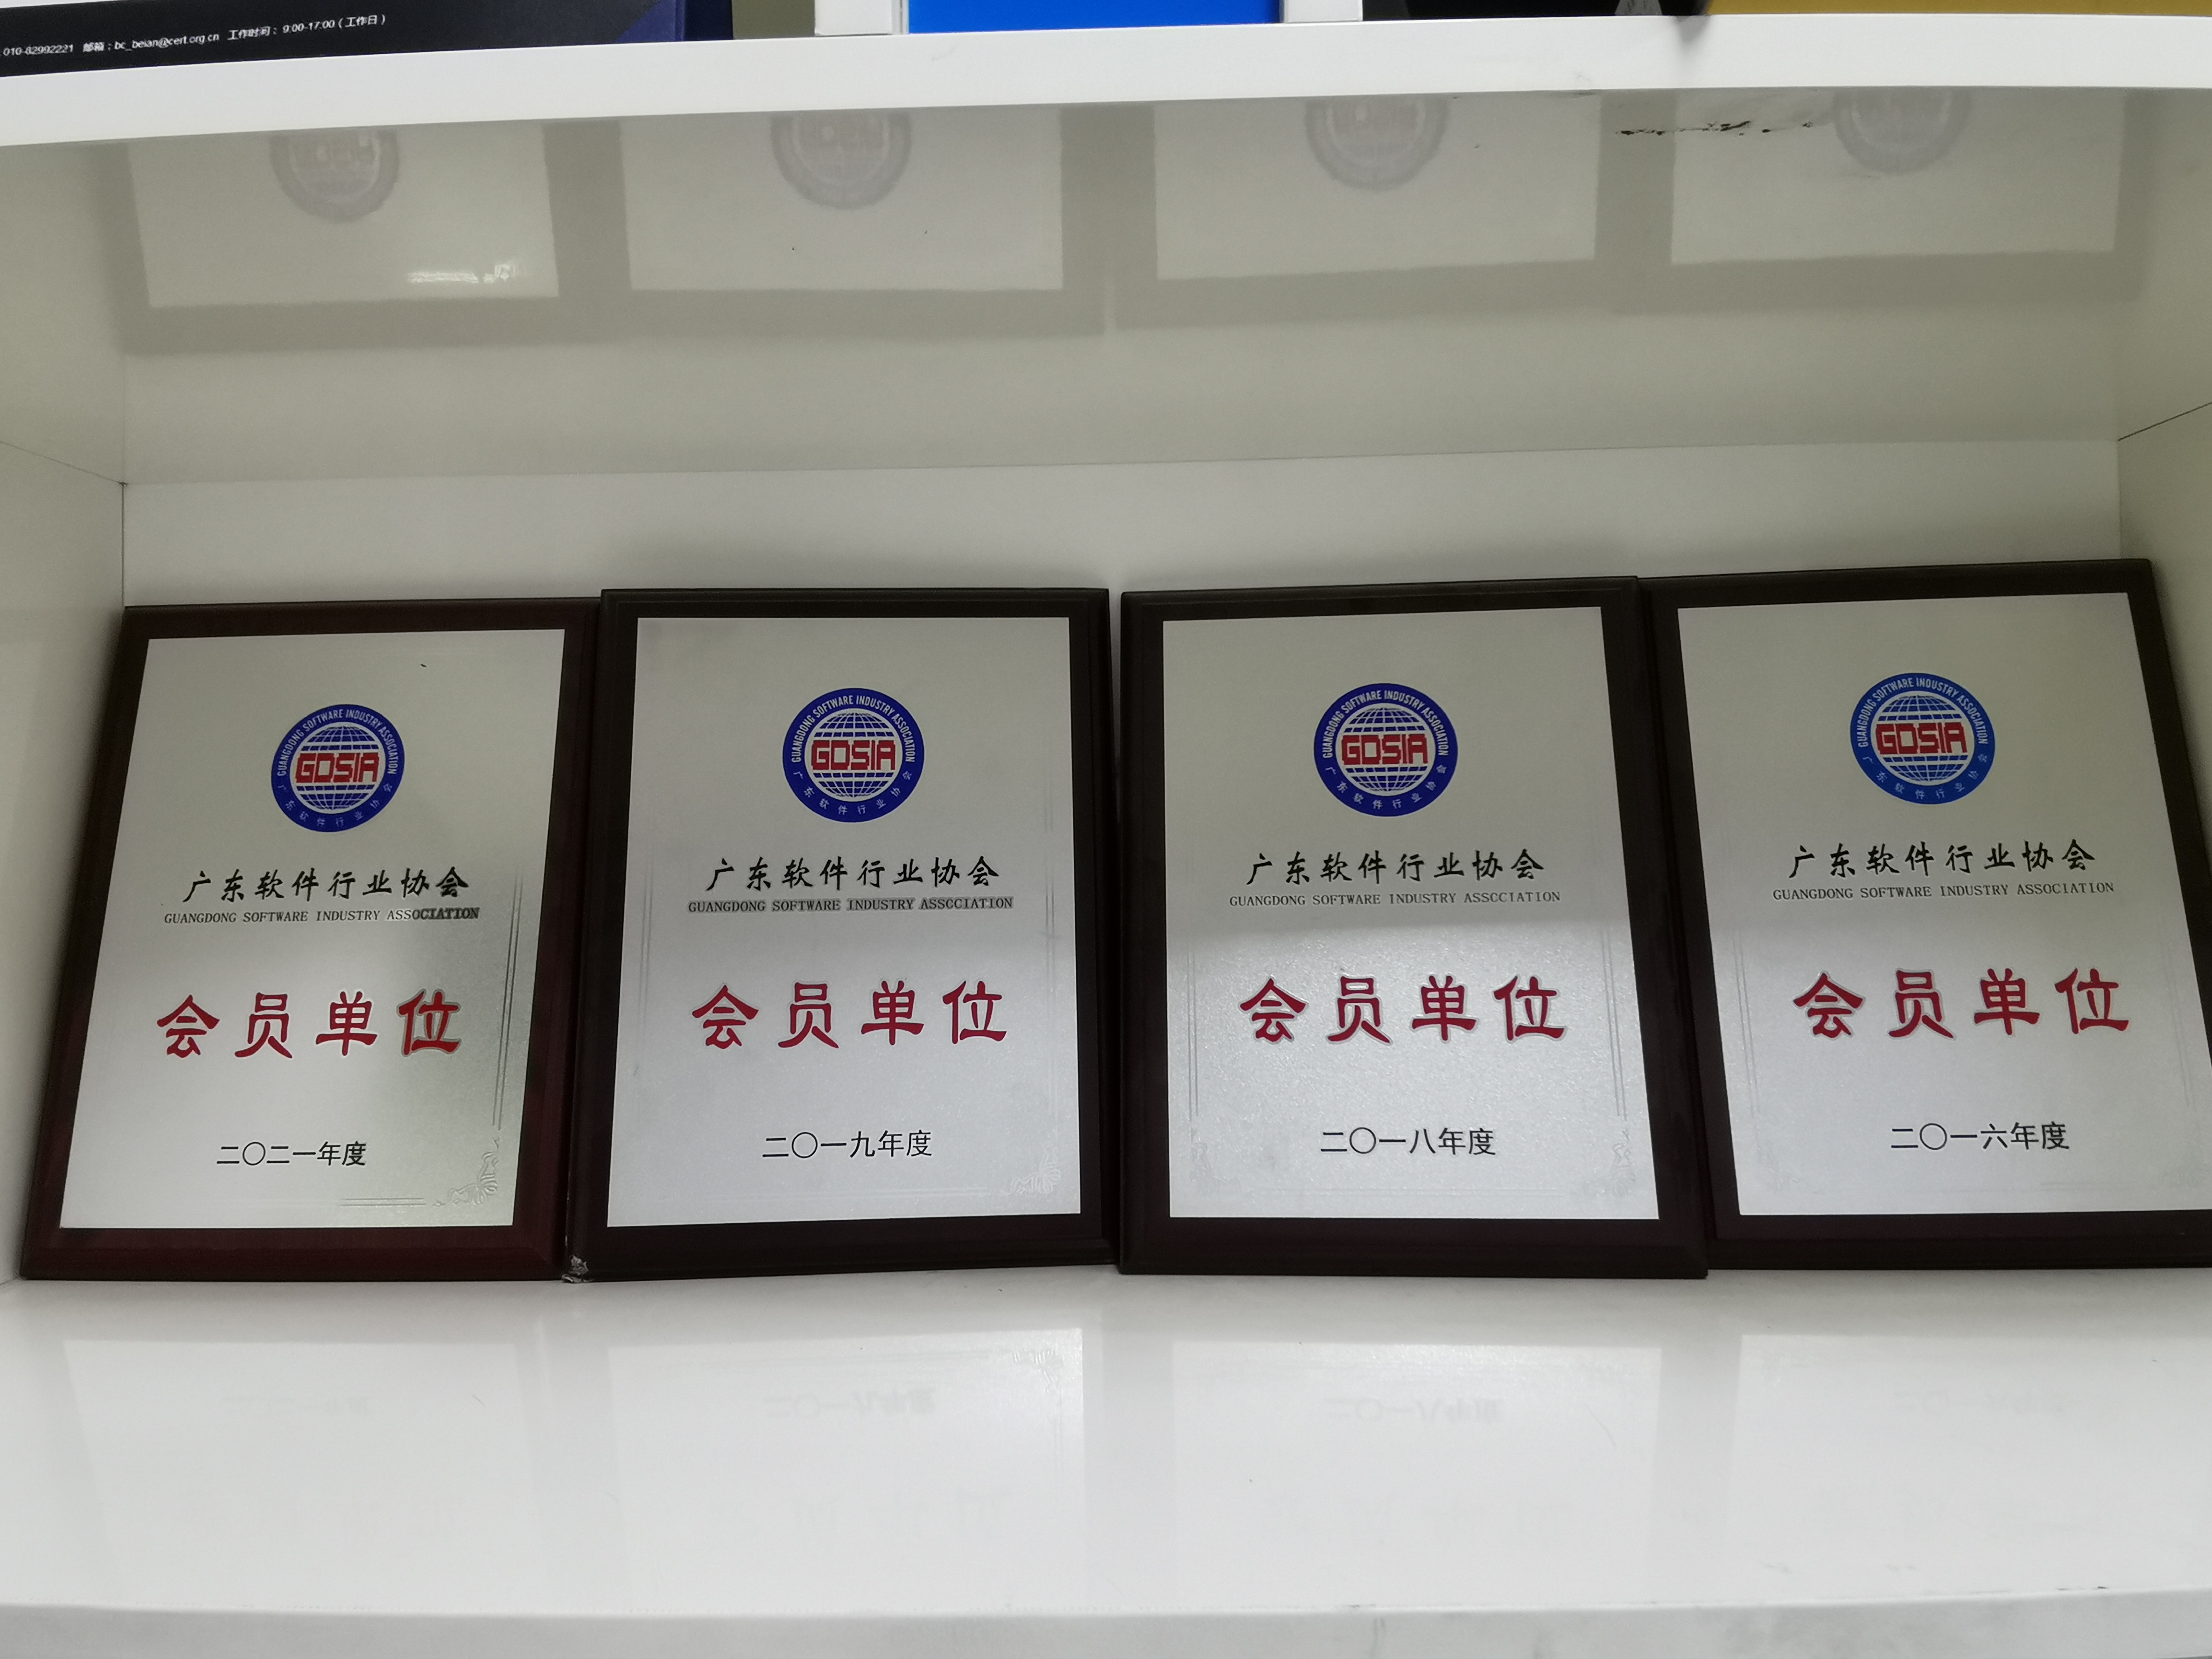 010-82992221 邮箱：bc_beian@cert.org.cn 工作时间：9:00-17:00（工作日）
GUANGDONG SOFTWARE INDUSTRY ASSOCIATION
GDSIA
广东软件行业协会
广东软件行业协会
GUANGDONG SOFTWARE INDUSTRY ASSOCIATION
会员单位
二〇二一年度
GUANGDONG SOFTWARE INDUSTRY ASSOCIATION
GDSIA
广东软件行业协会
广东软件行业协会
GUANGDONG SOFTWARE INDUSTRY ASSCCIATION
会员单位
二〇一九年度
GUANGDONG SOFTWARE INDUSTRY ASSOCIATION
GDSIA
广东软件行业协会
广东软件行业协会
GUANGDONG SOFTWARE INDUSTRY ASSCCIATION
会员单位
二〇一八年度
GUANGDONG SOFTWARE INDUSTRY ASSOCIATION
GDSIA
广东软件行业协会
广东软件行业协会
GUANGDONG SOFTWARE INDUSTRY ASSOCIATION
会员单位
二〇一六年度